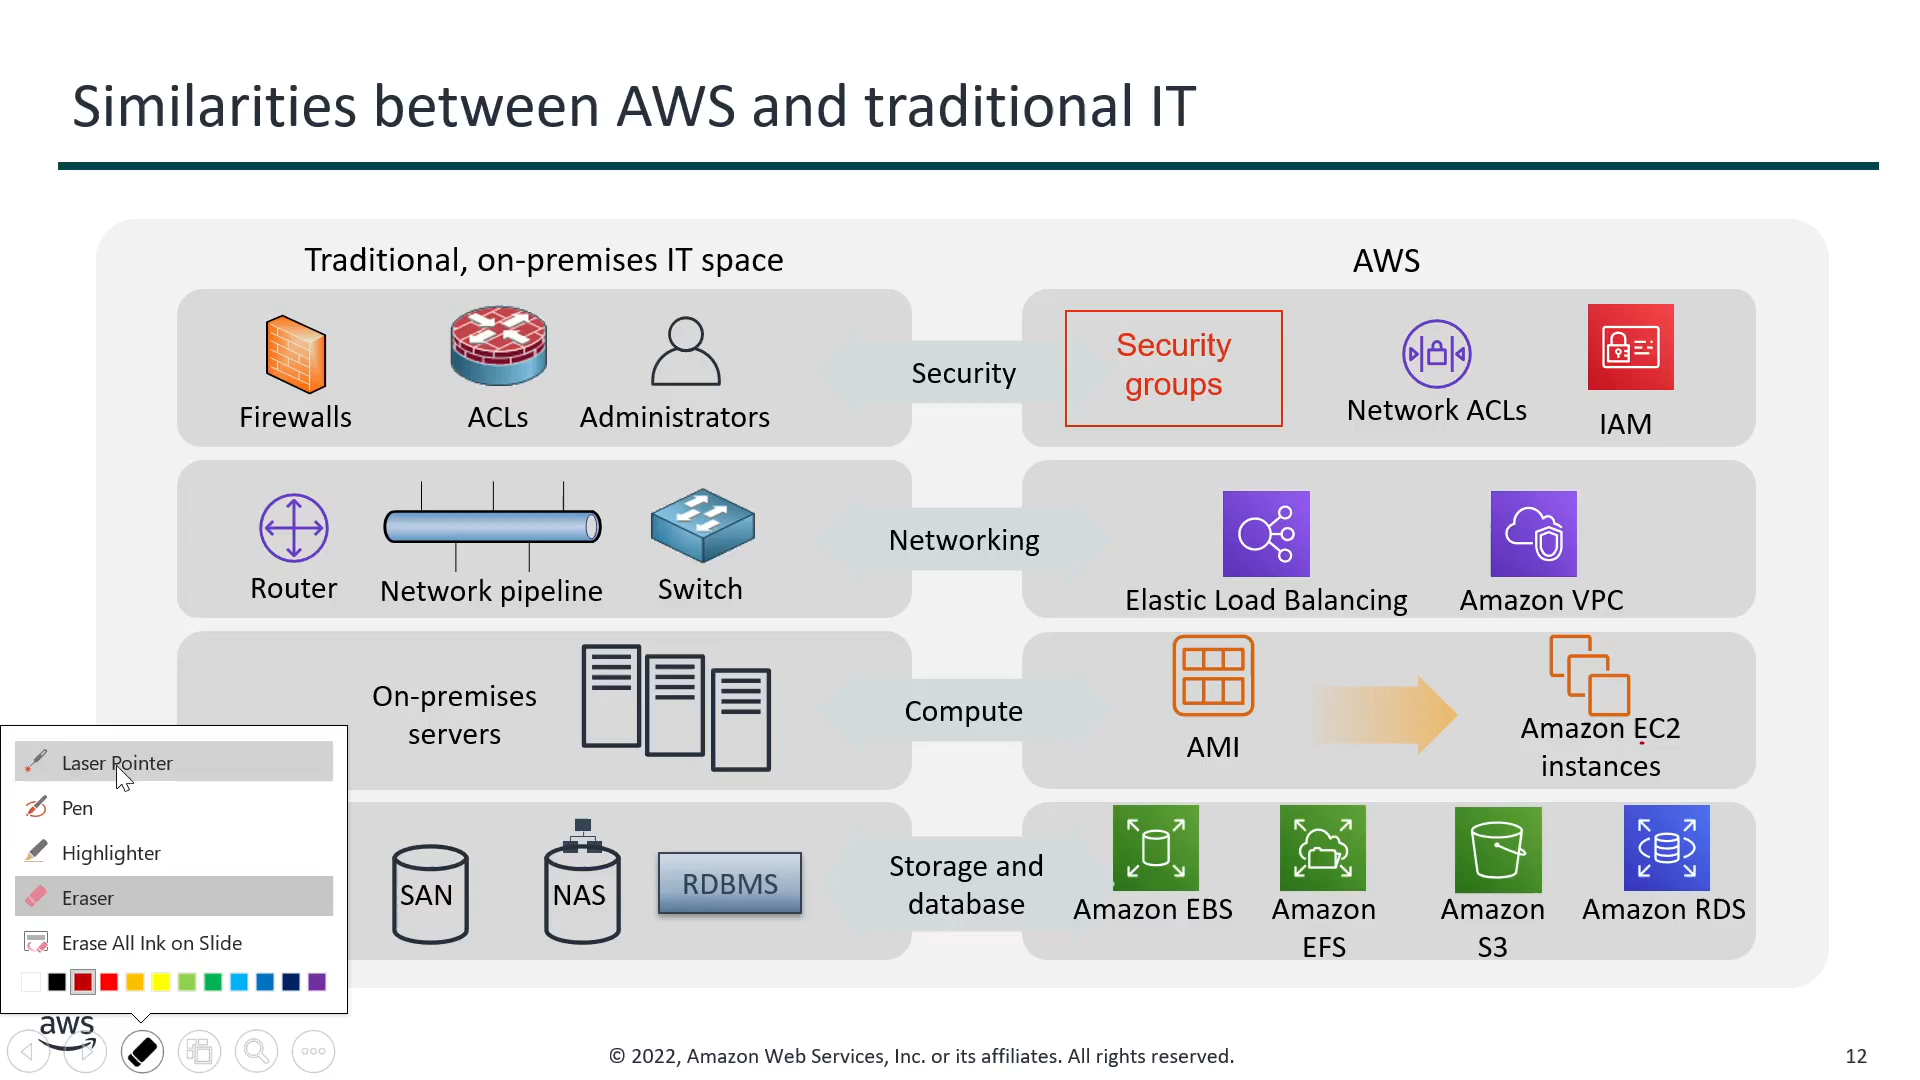 Similarities between AWS and traditional IT
Traditional, on-premises IT space
AWS
Firewalls
ACLs
Administrators
Security
Security
groups
Network ACLs
IAM
Router
Network pipeline
Switch
Networking
Elastic Load Balancing
Amazon VPC
On-premises
servers
Compute
AMI
Amazon EC2
instances
SAN
NAS
RDBMS
Storage and
database
Amazon EBS
Amazon
EFS
Amazon
S3
Amazon RDS
Laser Pointer
Pen
Highlighter
Eraser
Erase All Ink on Slide
aws
© 2022, Amazon Web Services, Inc. or its affiliates. All rights reserved.
12